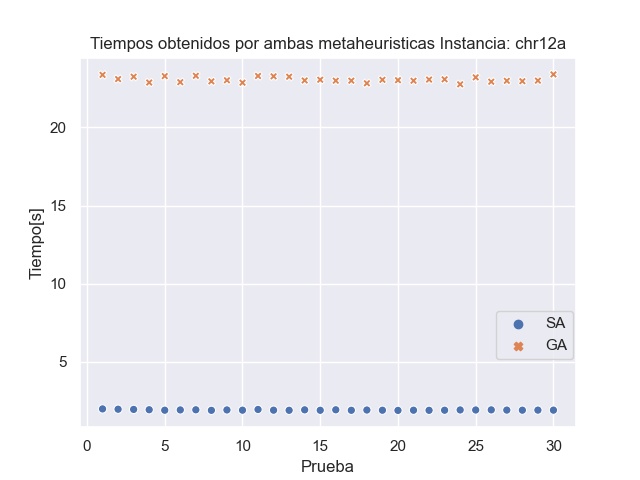 Tiempos obtenidos por ambas metaheuristicas Instancia: chr12a
Tiempo[s]
20
15
10
5
SA
GA
0 5 10 15 20 25 30
Prueba